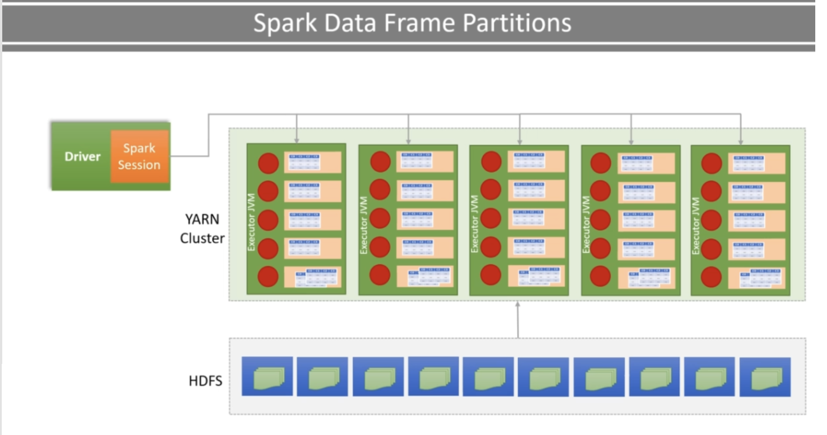 Spark Data Frame Partitions
Driver
Spark
Session
YARN
Cluster
Executor JVM
Executor JVM
Executor JVM
Executor JVM
Executor JVM
HDFS